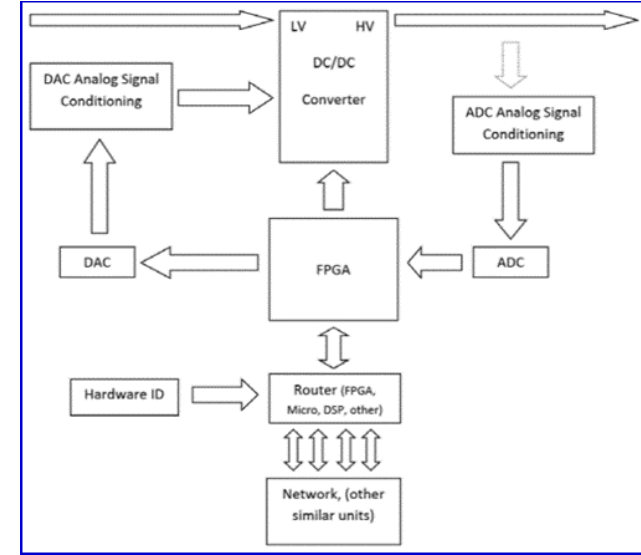 LV HV
DC/DC
Converter
DAC Analog Signal
Conditioning
ADC Analog Signal
Conditioning
DAC
FPGA
ADC
Hardware ID
Router (FPGA,
Micro, DSP, other)
Network, (other
similar units)